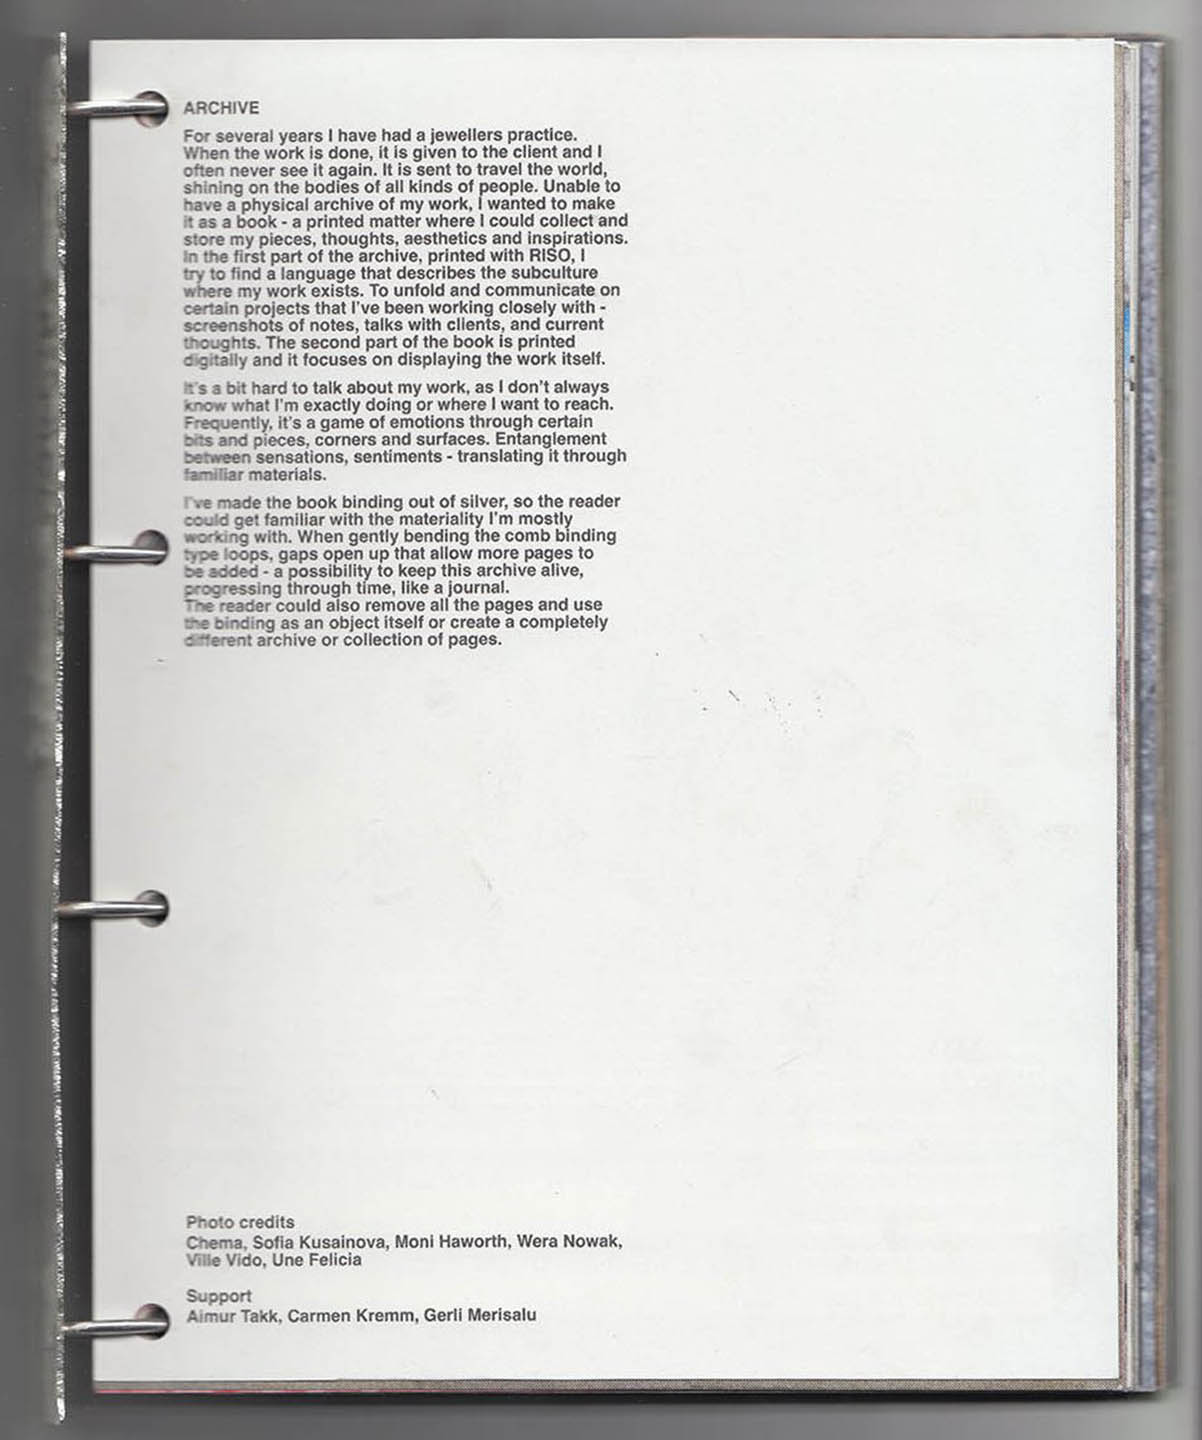 ARCHIVE
For several years I have had a jewellers practice.
When the work is done, it is given to the client and I
often never see it again. It is sent to travel the world,
shining on the bodies of all kinds of people. Unable to
have a physical archive of my work, I wanted to make
it as a book - a printed matter where I could collect and
store my pieces, thoughts, aesthetics and inspirations.
In the first part of the archive, printed with RISO, I
try to find a language that describes the subculture
where my work exists. To unfold and communicate on
certain projects that I've been working closely with -
screenshots of notes, talks with clients, and current
thoughts. The second part of the book is printed
digitally and it focuses on displaying the work itself.
It's a bit hard to talk about my work, as I don't always
know what I'm exactly doing or where I want to reach.
Frequently, it's a game of emotions through certain
bits and pieces, corners and surfaces. Entanglement
between sensations, sentiments - translating it through
familiar materials.
I've made the book binding out of silver, so the reader
could get familiar with the materiality I'm mostly
working with. When gently bending the comb binding
type loops, gaps open up that allow more pages to
be added - a possibility to keep this archive alive,
progressing through time, like a journal.
The reader could also remove all the pages and use
the binding as an object itself or create a completely
different archive or collection of pages.
Photo credits
Chema, Sofia Kusainova, Moni Haworth, Wera Nowak,
Ville Vido, Une Felicia
Support
Aimur Takk, Carmen Kremm, Gerli Merisalu